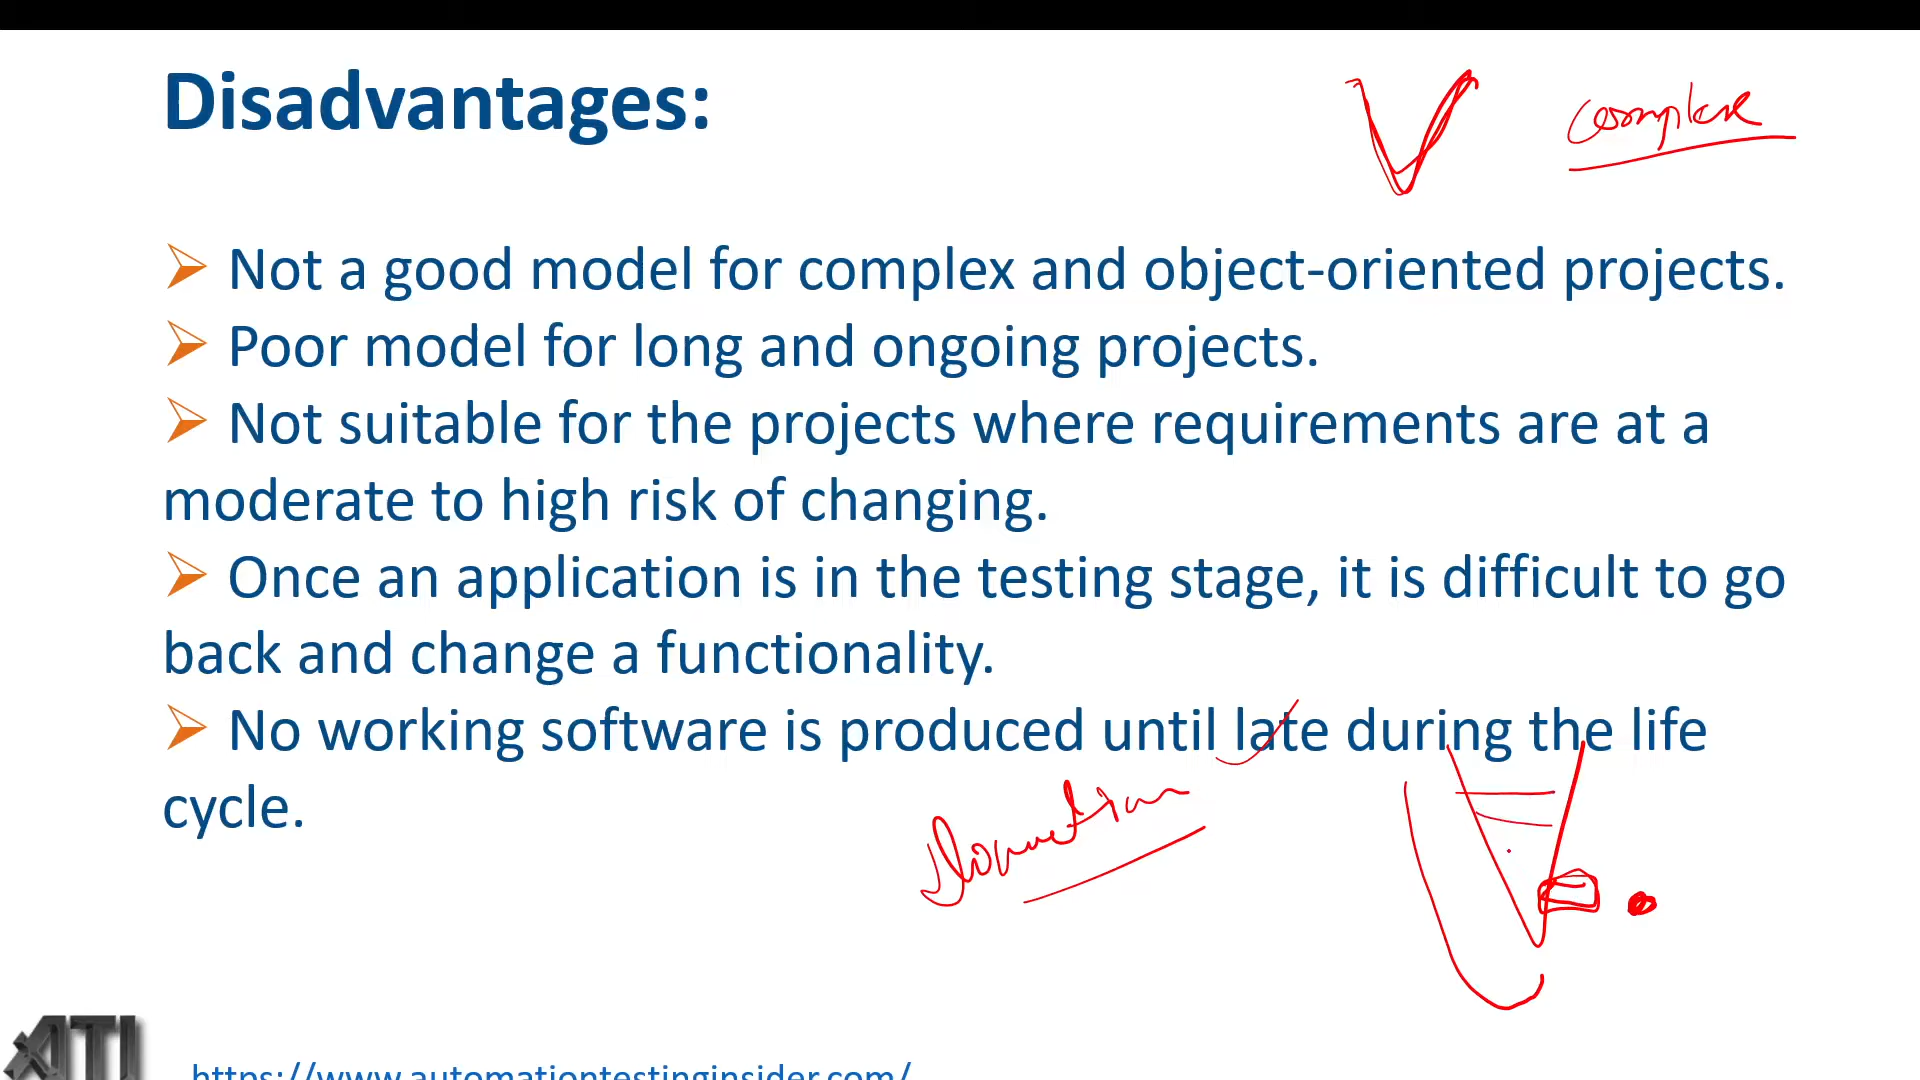 Disadvantages:
V complex
➢ Not a good model for complex and object-oriented projects.
➢ Poor model for long and ongoing projects.
➢ Not suitable for the projects where requirements are at a
moderate to high risk of changing.
➢ Once an application is in the testing stage, it is difficult to go
back and change a functionality.
➢ No working software is produced until late during the life
cycle.
ATI
https://www.automationtestinginsider.com/